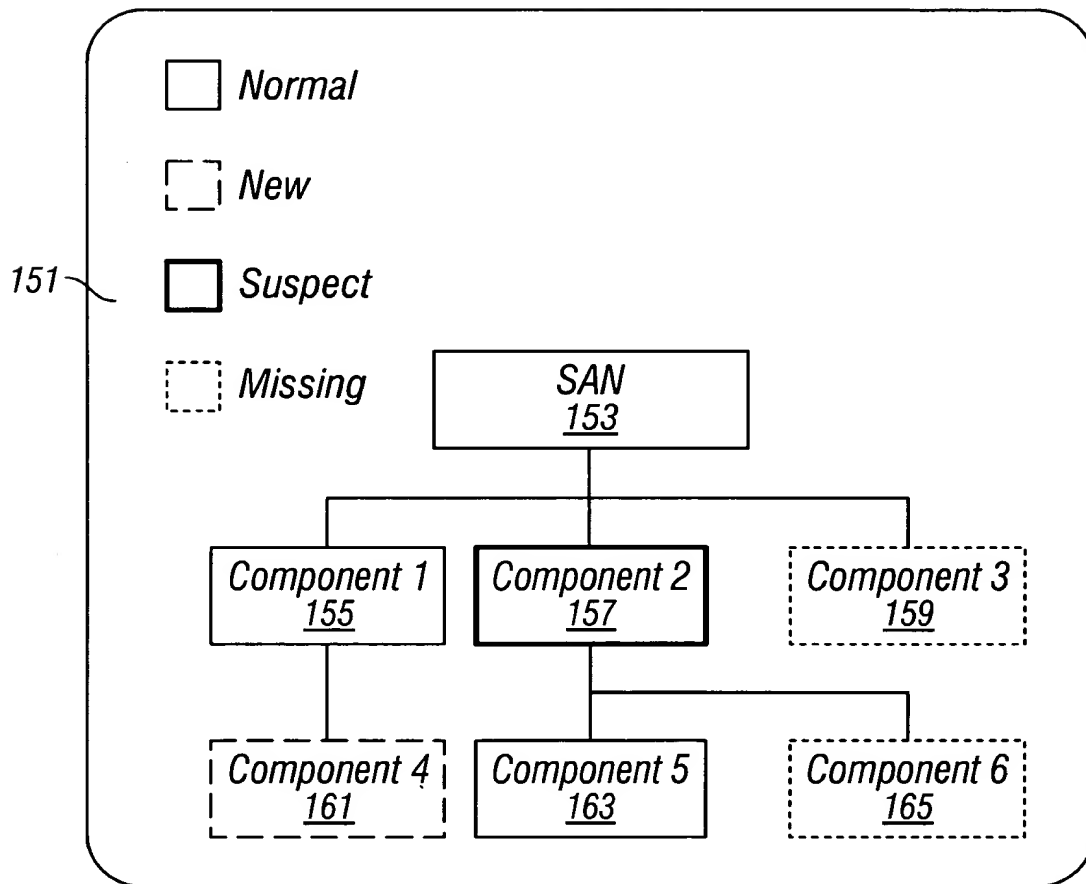 Normal
New
151
Suspect
Missing
SAN
153
Component 1
155
Component 2
157
Component 3
159
Component 4
161
Component 5
163
Component 6
165